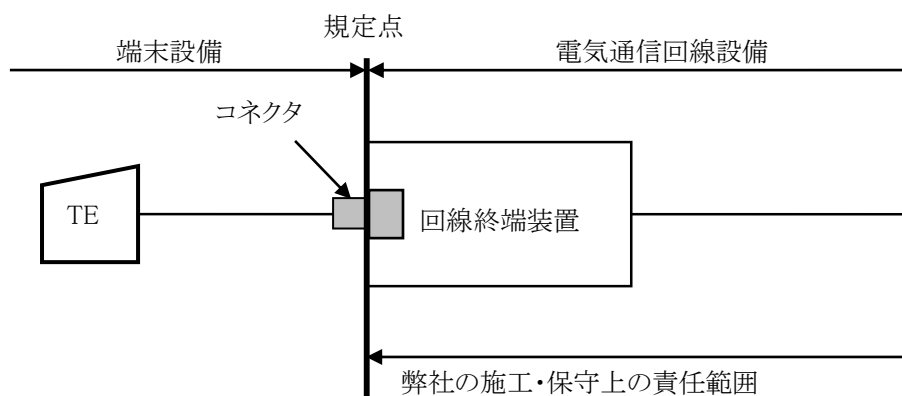 規定点
端末設備
電気通信回線設備
コネクタ
TE
回線終端装置
弊社の施工・保守上の責任範囲